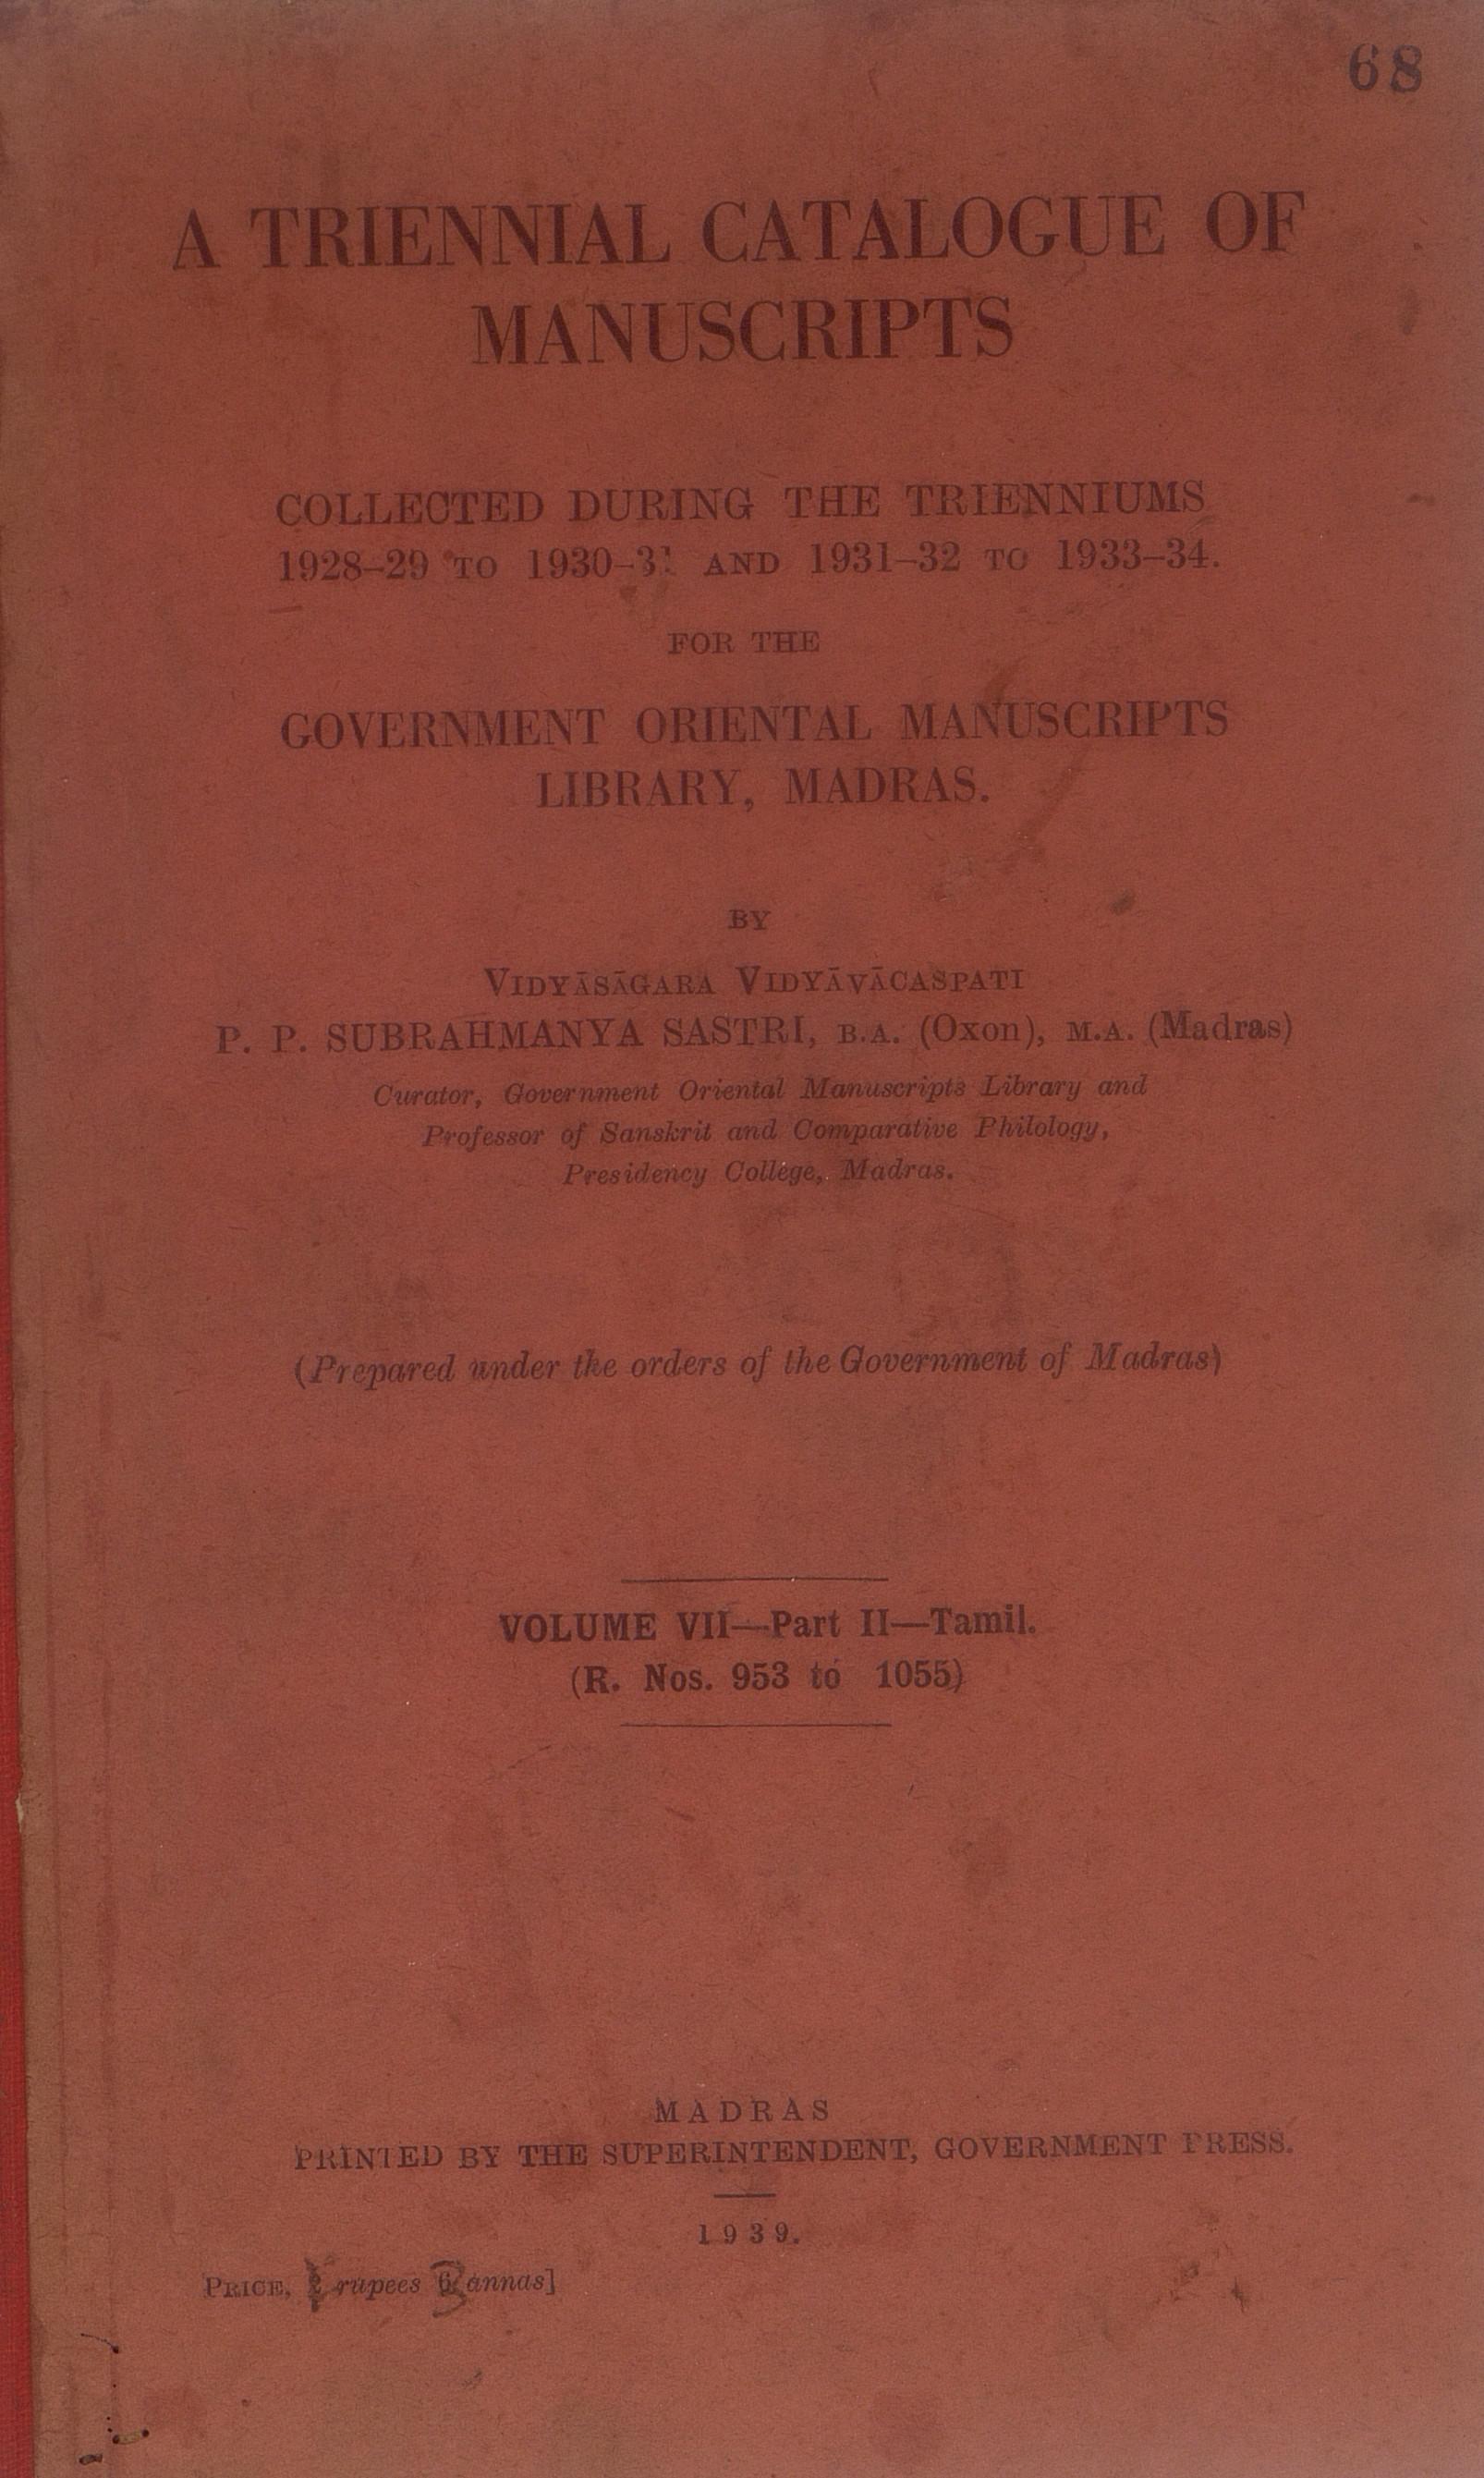 68
A TRIENNIAL CATALOGUE OF
MANUSCRIPTS
COLLECTED DURING THE TRIENNIUMS
1928–29 TO 1930–31 AND 1931–32 TO 1933–34.
FOR THE
GOVERNMENT ORIENTAL MANUSCRIPTS
LIBRARY, MADRAS.
BY
VIDYĀSĀGARA VIDYĀVĀCASPATI
P. P. SUBRAHMANYA SASTRI, B.A. (Oxon), M.A. (Madras)
Curator, Government Oriental Manuscripts Library and
Professor of Sanskrit and Comparative Philology,
Presidency College, Madras.
(Prepared under the orders of the Government of Madras)
VOLUME VII—Part II—Tamil.
(R. Nos. 953 to 1055)
MADRAS
PRINTED BY THE SUPERINTENDENT, GOVERNMENT PRESS.
1939.
PRICE, rupees annas]